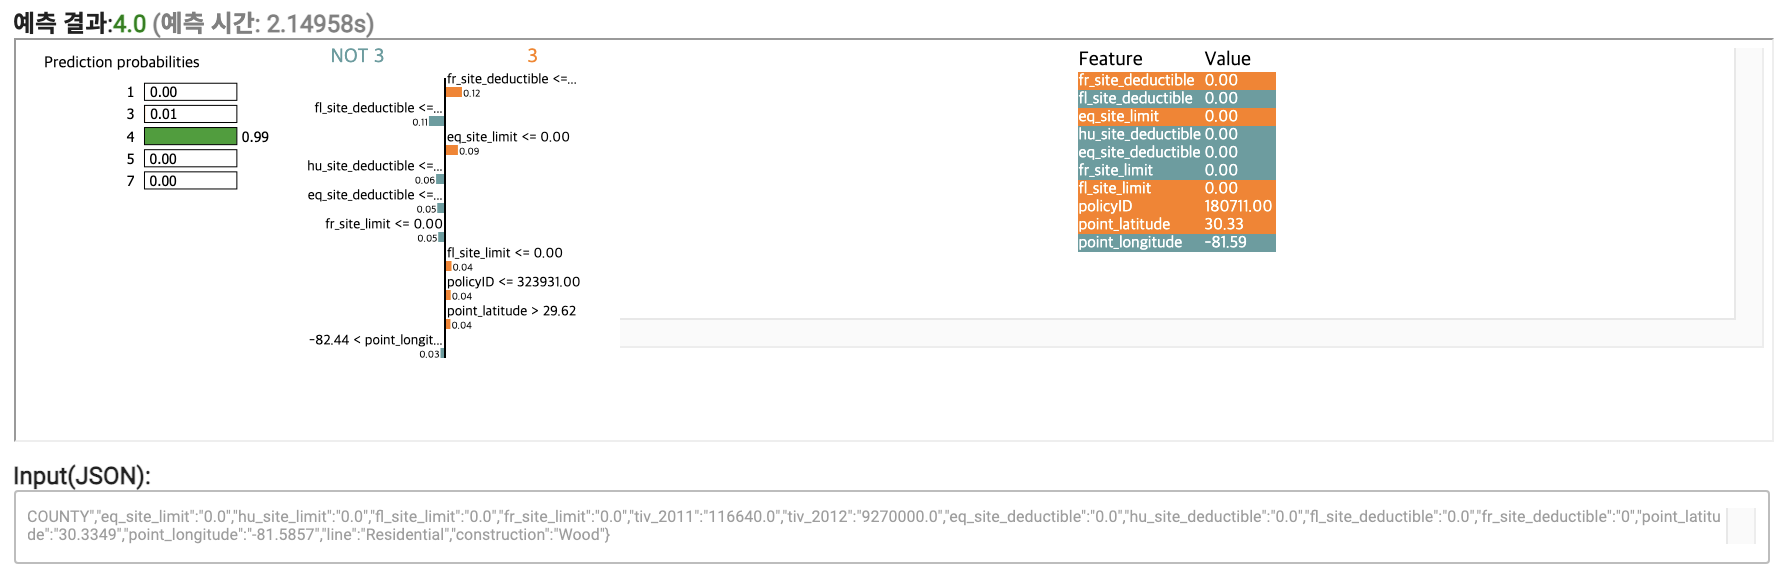 예측 결과:4.0 (예측 시간: 2.14958s)
Prediction probabilities
1 0.00
3 0.01
4 0.99
5 0.00
7 0.00
NOT 3
3
fr_site_deductible <=...
0.12
fl_site_deductible <=...
0.11
eq_site_limit <= 0.00
0.09
hu_site_deductible <=...
0.06
eq_site_deductible <=...
0.05
fr_site_limit <= 0.00
0.05
fl_site_limit <= 0.00
0.04
policyID <= 323931.00
0.04
point_latitude > 29.62
0.04
-82.44 < point_longit...
0.03
Feature Value
fr_site_deductible 0.00
fl_site_deductible 0.00
eq_site_limit 0.00
hu_site_deductible 0.00
eq_site_deductible 0.00
fr_site_limit 0.00
fl_site_limit 0.00
policyID 180711.00
point_latitude 30.33
point_longitude -81.59
Input(JSON):
COUNTY","eq_site_limit":"0.0","hu_site_limit":"0.0","fl_site_limit":"0.0","fr_site_limit":"0.0","tiv_2011":"116640.0","tiv_2012":"9270000.0","eq_site_deductible":"0.0","hu_site_deductible":"0.0","fl_site_deductible":"0.0","fr_site_deductible":"0","point_latitu
de":"30.3349","point_longitude":"-81.5857","line":"Residential","construction":"Wood"}